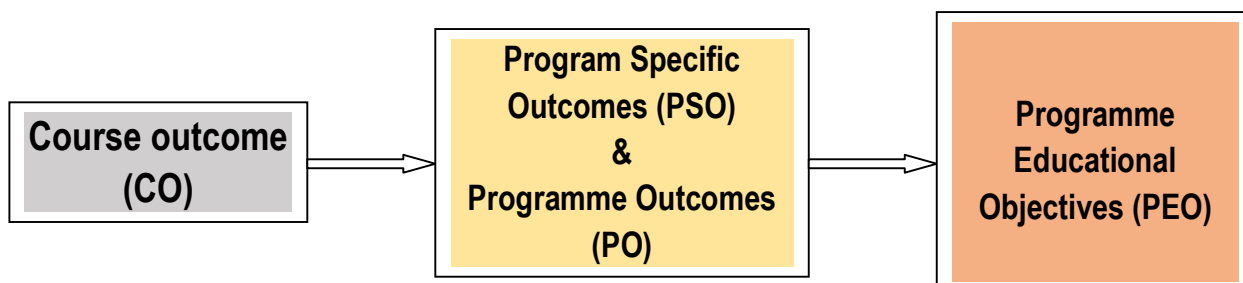 Course outcome
(CO)
Program Specific
Outcomes (PSO)
&
Programme Outcomes
(PO)
Programme
Educational
Objectives (PEO)